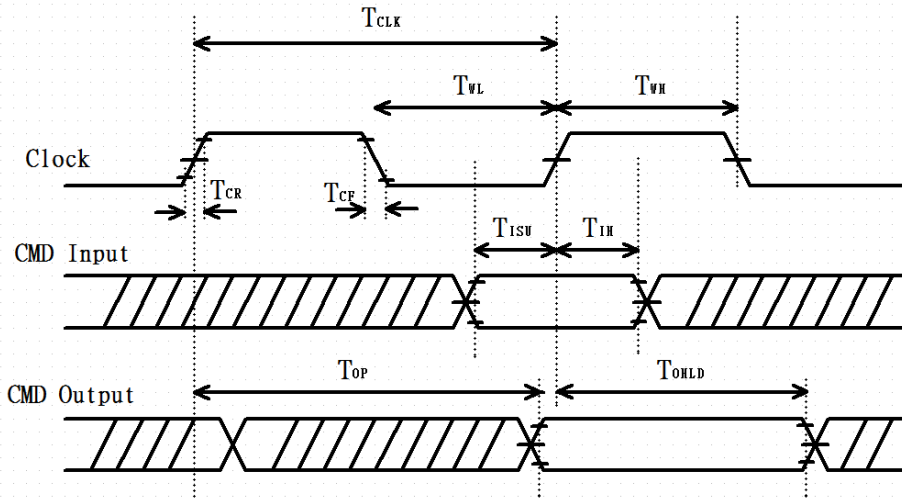 TCLK
TWL
TWH
Clock
TCR
TCF
TISU
TIH
CMD Input
TOP
TOHLD
CMD Output